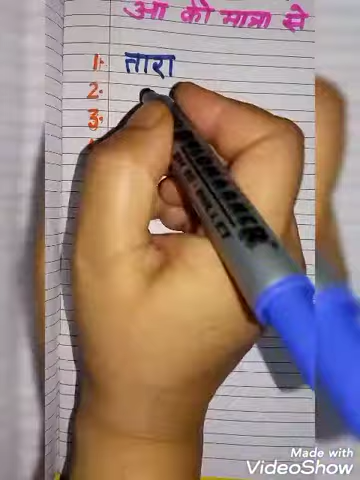 आ की मात्रा से
1. तारा
2.
3.
Made with
VideoShow